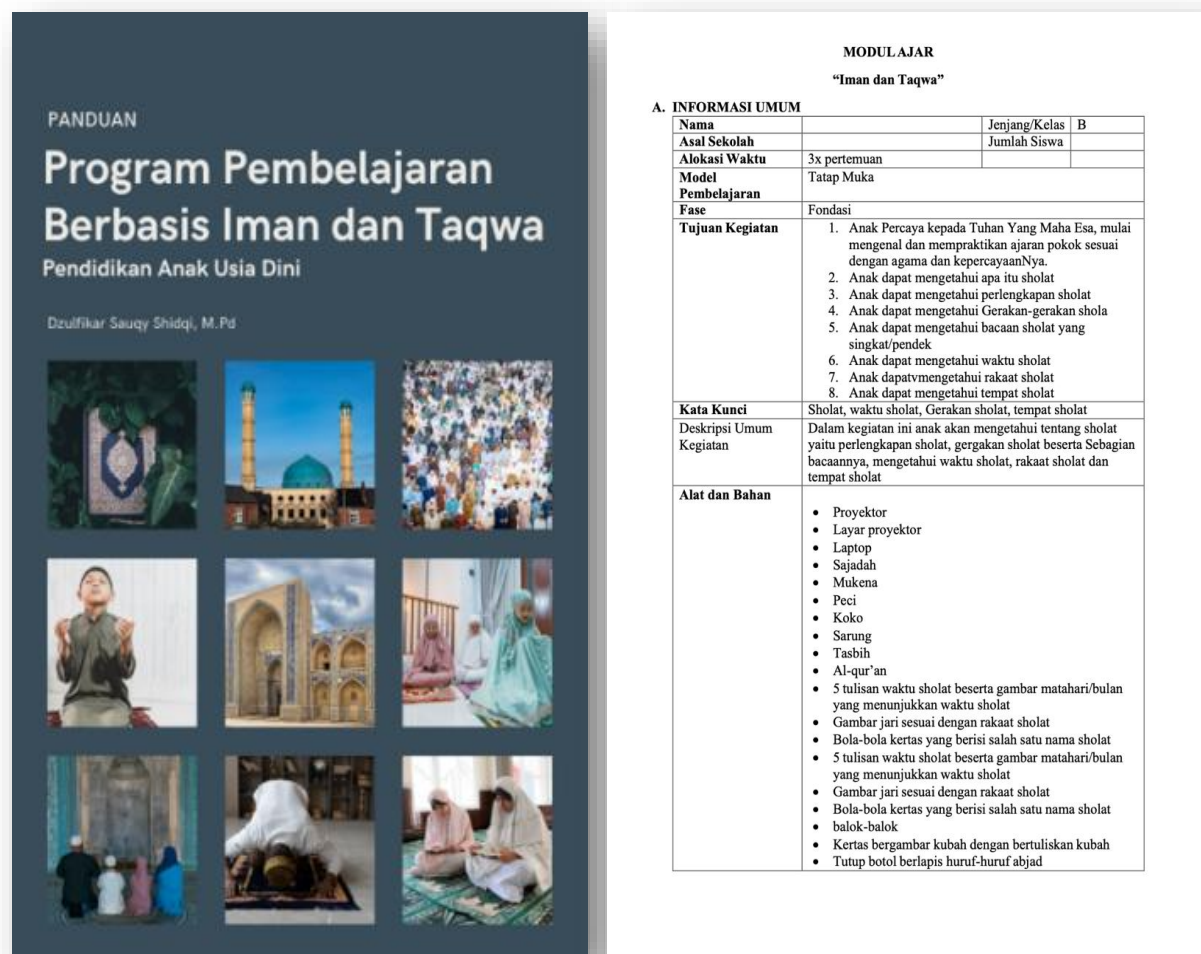 PANDUAN
Program Pembelajaran
Berbasis Iman dan Taqwa
Pendidikan Anak Usia Dini
Dzulfikar Sauqy Shidqi, M.Pd
MODUL AJAR
“Iman dan Taqwa”
A. INFORMASI UMUM
Nama Jenjang/Kelas B
Asal Sekolah Jumlah Siswa
Alokasi Waktu 3x pertemuan
Model Tatap Muka
Pembelajaran
Fase Fondasi
Tujuan Kegiatan 1. Anak Percaya kepada Tuhan Yang Maha Esa, mulai
mengenal dan mempraktikan ajaran pokok sesuai
dengan agama dan kepercayaanNya.
2. Anak dapat mengetahui apa itu sholat
3. Anak dapat mengetahui perlengkapan sholat
4. Anak dapat mengetahui Gerakan-gerakan shola
5. Anak dapat mengetahui bacaan sholat yang
singkat/pendek
6. Anak dapat mengetahui waktu sholat
7. Anak dapatvmengetahui rakaat sholat
8. Anak dapat mengetahui tempat sholat
Kata Kunci Sholat, waktu sholat, Gerakan sholat, tempat sholat
Deskripsi Umum Dalam kegiatan ini anak akan mengetahui tentang sholat
Kegiatan yaitu perlengkapan sholat, gergakan sholat beserta Sebagian
bacaannya, mengetahui waktu sholat, rakaat sholat dan
tempat sholat
Alat dan Bahan
• Proyektor
• Layar proyektor
• Laptop
• Sajadah
• Mukena
• Peci
• Koko
• Sarung
• Tasbih
• Al-qur’an
• 5 tulisan waktu sholat beserta gambar matahari/bulan
yang menunjukkan waktu sholat
• Gambar jari sesuai dengan rakaat sholat
• Bola-bola kertas yang berisi salah satu nama sholat
• 5 tulisan waktu sholat beserta gambar matahari/bulan
yang menunjukkan waktu sholat
• Gambar jari sesuai dengan rakaat sholat
• Bola-bola kertas yang berisi salah satu nama sholat
• balok-balok
• Kertas bergambar kubah dengan bertuliskan kubah
• Tutup botol berlapis huruf-huruf abjad